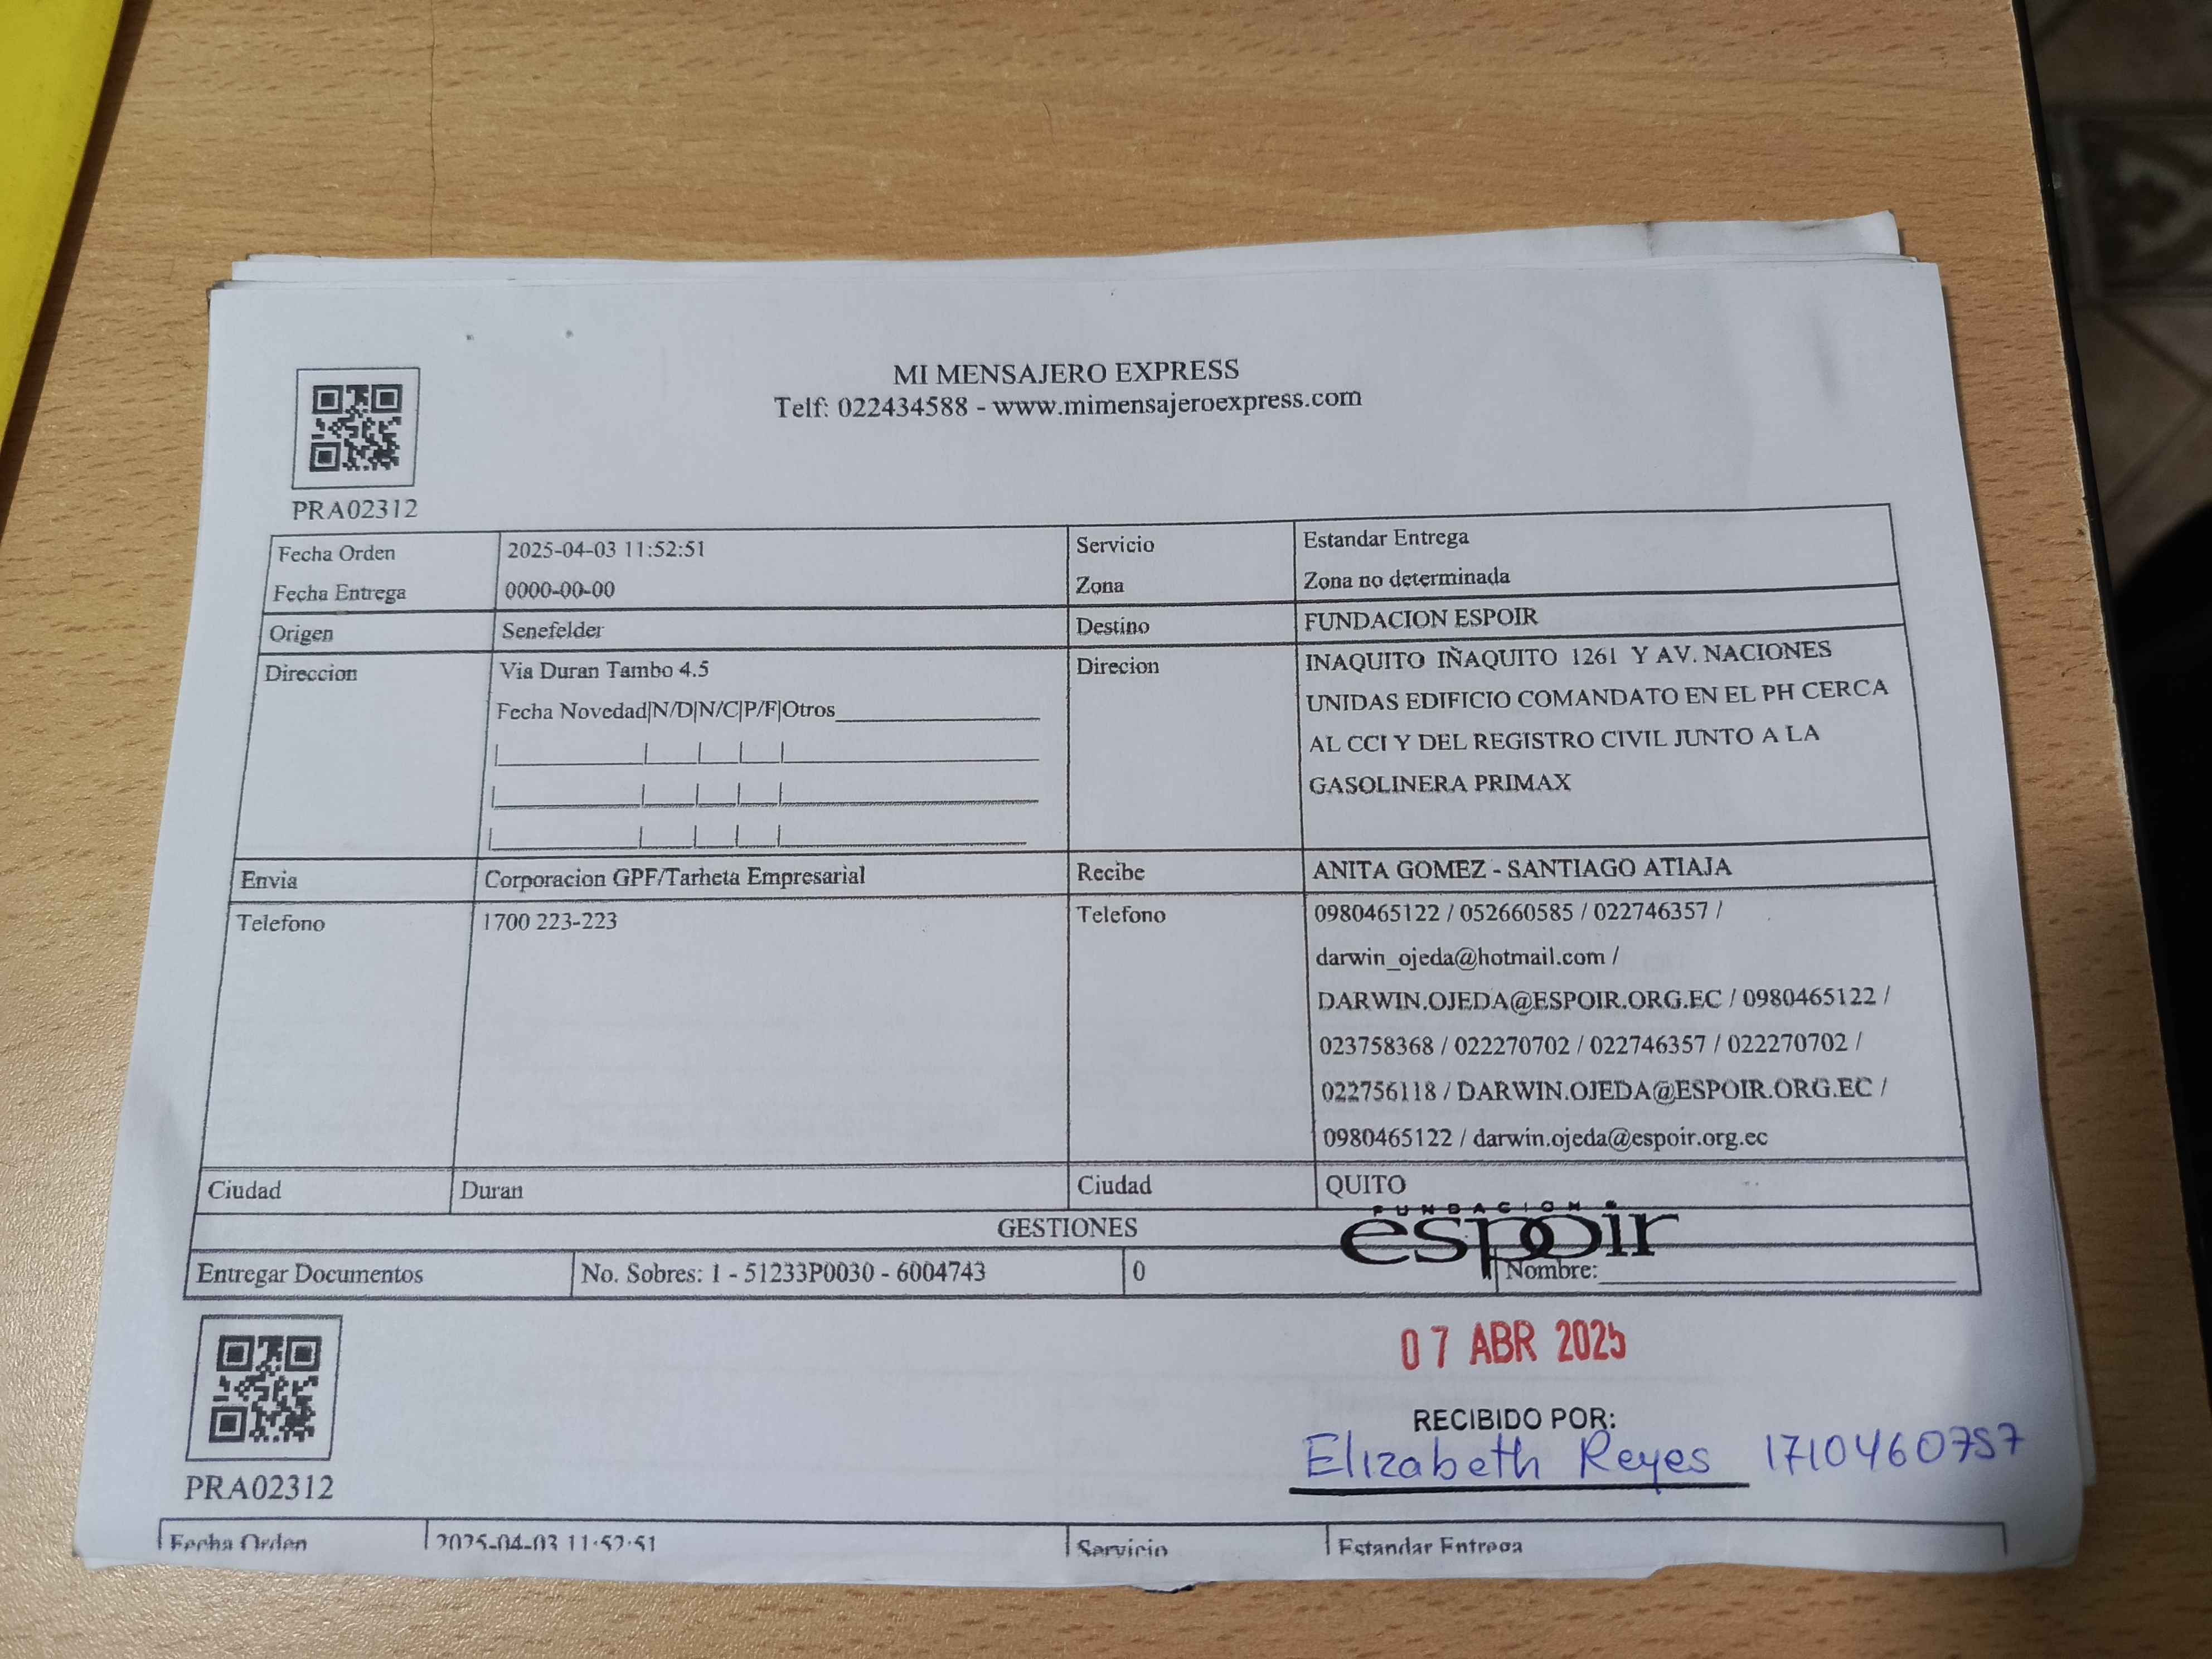 MI MENSAJERO EXPRESS
Telf: 022434588 - www.mimensajeroexpress.com
PRA02312
Fecha Orden 2025-04-03 11:52:51 Servicio Estandar Entrega
Fecha Entrega 0000-00-00 Zona Zona no determinada
Origen Senefelder Destino FUNDACION ESPOIR
Direccion Via Duran Tambo 4.5 Direcion INAQUITO IÑAQUITO 1261 Y AV. NACIONES
Fecha Novedad|N/D|N/C|P/F|Otros UNIDAS EDIFICIO COMANDATO EN EL PH CERCA
AL CCI Y DEL REGISTRO CIVIL JUNTO A LA
GASOLINERA PRIMAX
Envia Corporacion GPF/Tarheta Empresarial Recibe ANITA GOMEZ - SANTIAGO ATIAJA
Telefono 1700 223-223 Telefono 0980465122 / 052660585 / 022746357 /
darwin_ojeda@hotmail.com /
DARWIN.OJEDA@ESPOIR.ORG.EC / 0980465122 /
023758368 / 022270702 / 022746357 / 022270702 /
022756118 / DARWIN.OJEDA@ESPOIR.ORG.EC /
0980465122 / darwin.ojeda@espoir.org.ec
Ciudad Duran Ciudad QUITO
FUNDACION
GESTIONES espoir
Entregar Documentos No. Sobres: 1 - 51233P0030 - 6004743 0 Nombre:
07 ABR 2025
RECIBIDO POR:
Elizabeth Reyes 1710460757
PRA02312
Fecha Orden 2025-04-03 11:52:51 Servicio Estandar Entrega